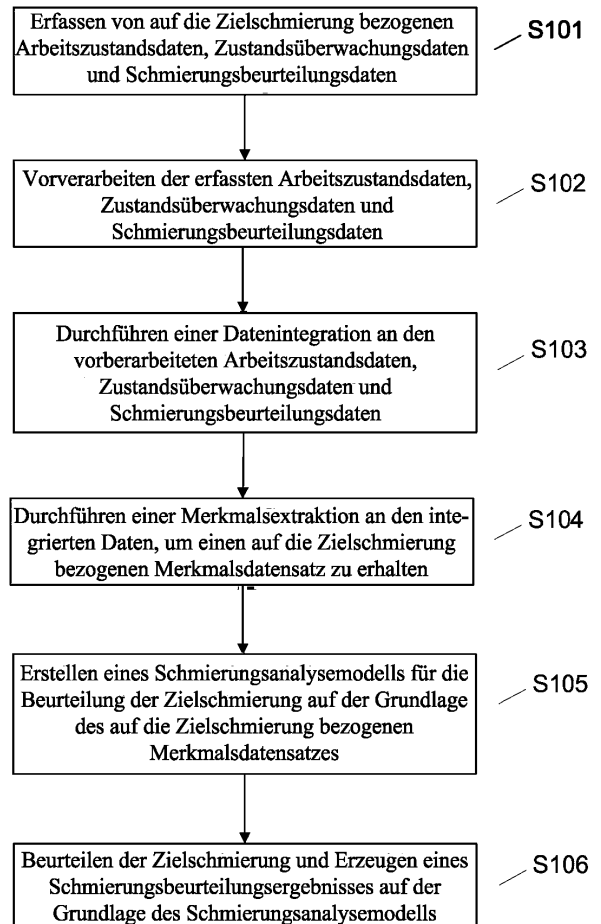 Erfassen von auf die Zielschmierung bezogenen
Arbeitszustandsdaten, Zustandsüberwachungsdaten
und Schmierungsbeurteilungsdaten
S101
Vorverarbeiten der erfassten Arbeitszustandsdaten,
Zustandsüberwachungsdaten und
Schmierungsbeurteilungsdaten
S102
Durchführen einer Datenintegration an den
vorberarbeiteten Arbeitszustandsdaten,
Zustandsüberwachungsdaten und
Schmierungsbeurteilungsdaten
S103
Durchführen einer Merkmalsextraktion an den inte-
grierten Daten, um einen auf die Zielschmierung
bezogenen Merkmalsdatensatz zu erhalten
S104
Erstellen eines Schmierungsanalysemodells für die
Beurteilung der Zielschmierung auf der Grundlage
des auf die Zielschmierung bezogenen
Merkmalsdatensatzes
S105
Beurteilen der Zielschmierung und Erzeugen eines
Schmierungsbeurteilungsergebnisses auf der
Grundlage des Schmierungsanalysemodells
S106